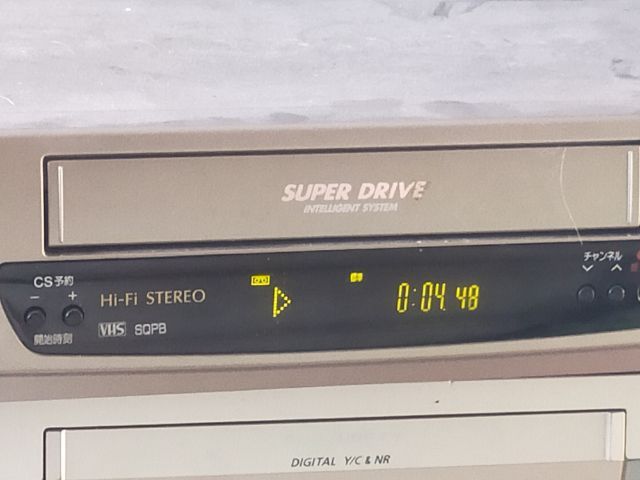 SUPER DRIVE
INTELLIGENT SYSTEM
CS予約
チャンネル
− +
Hi-Fi STEREO
0:04.48
VHS SQPB
開始時刻
DIGITAL Y/C & NR